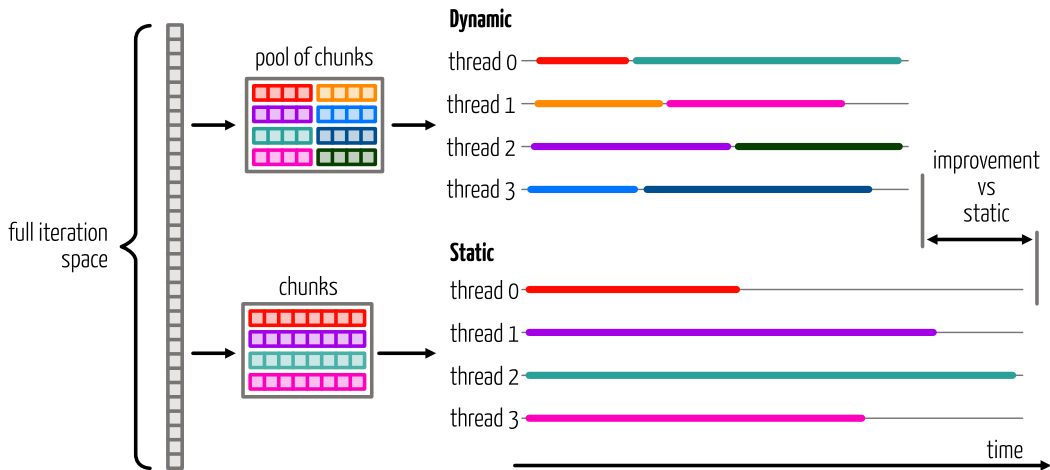 Dynamic
pool of chunks
thread 0
thread 1
thread 2
thread 3
improvement
vs
static
full iteration
space
Static
chunks
thread 0
thread 1
thread 2
thread 3
time